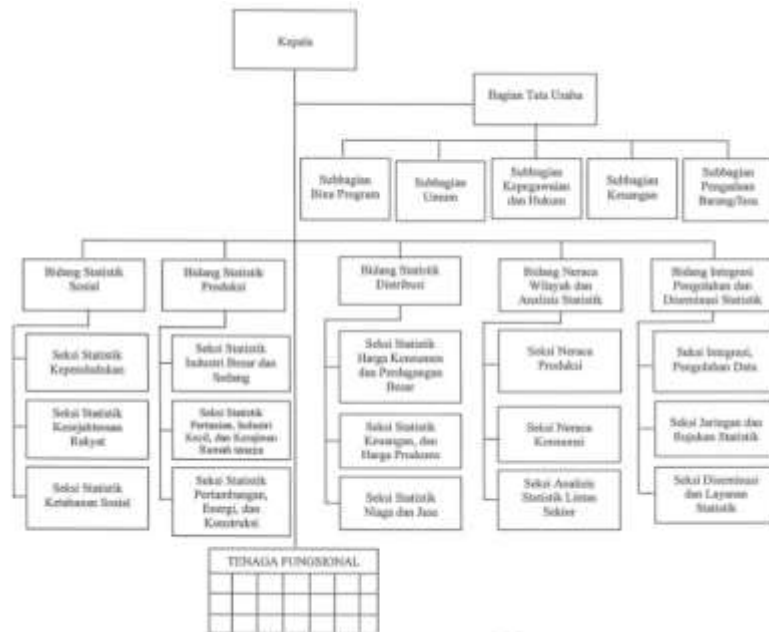 Kepala
Bagian Tata Usaha
Subbagian
Bina Program
Subbagian
Umum
Subbagian
Kepegawaian
dan Hukum
Subbagian
Keuangan
Subbagian
Pengadaan
Barang/Jasa
Bidang Statistik
Sosial
Bidang Statistik
Produksi
Bidang Statistik
Distribusi
Bidang Neraca
Wilayah dan
Analisis Statistik
Bidang Integrasi
Pengolahan dan
Diseminasi Statistik
Seksi Statistik
Kependudukan
Seksi Statistik
Industri Besar dan
Sedang
Seksi Statistik
Harga Konsumen
dan Perdagangan
Besar
Seksi Neraca
Produksi
Seksi Integrasi,
Pengolahan Data
Seksi Statistik
Kesejahteraan
Rakyat
Seksi Statistik
Pertanian, Industri
Kecil, dan Kerajinan
Rumah tangga
Seksi Statistik
Keuangan, dan
Harga Produsen
Seksi Neraca
Konsumsi
Seksi Jaringan dan
Rujukan Statistik
Seksi Statistik
Ketahanan Sosial
Seksi Statistik
Pertambangan,
Energi, dan
Konstruksi
Seksi Statistik
Niaga dan Jasa
Seksi Analisis
Statistik Lintas
Sektor
Seksi Diseminasi
dan Layanan
Statistik
TENAGA FUNGSIONAL